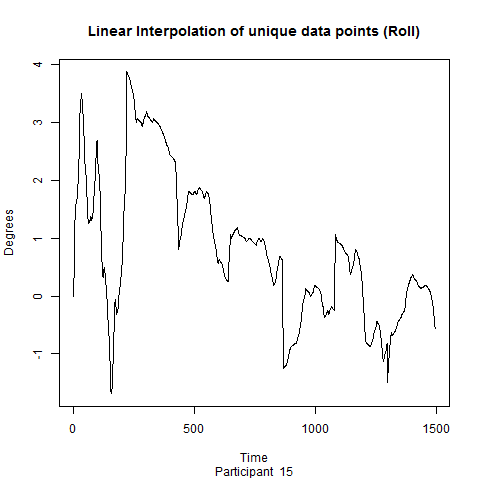 Linear Interpolation of unique data points (Roll)
Degrees
4
3
2
1
0
-1
0 500 1000 1500
Time
Participant 15